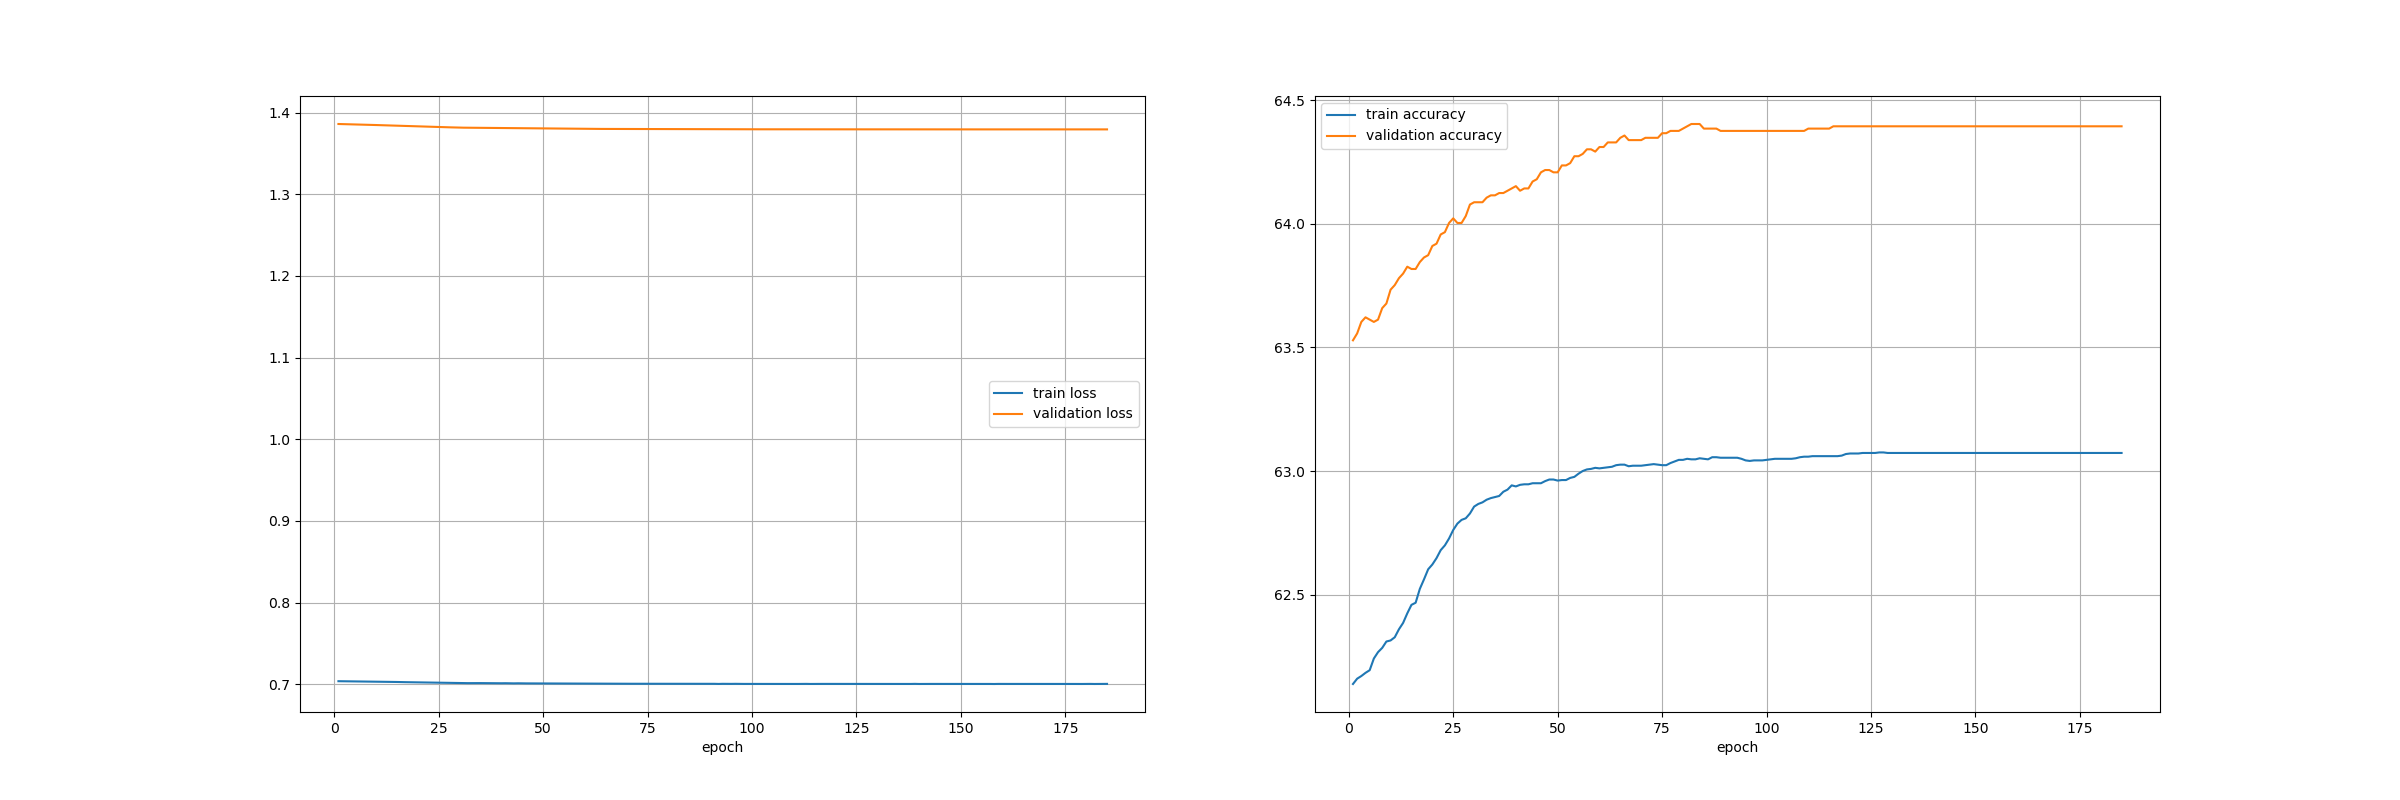 1.4
1.3
1.2
1.1
1.0
0.9
0.8
0.7
train loss
validation loss
0 25 50 75 100 125 150 175
epoch
64.5
64.0
63.5
63.0
62.5
train accuracy
validation accuracy
0 25 50 75 100 125 150 175
epoch